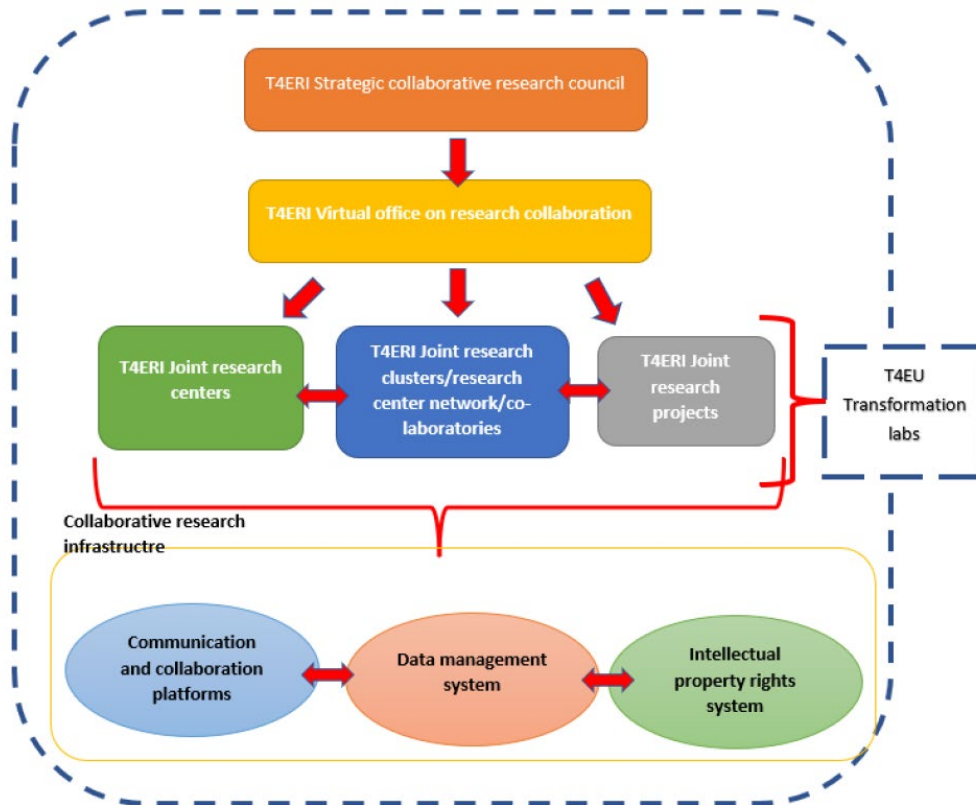 T4ERI Strategic collaborative research council
T4ERI Virtual office on research collaboration
T4ERI Joint research
centers
T4ERI Joint research
clusters/research
center network/co-
laboratories
T4ERI Joint
research
projects
T4EU
Transformation
labs
Collaborative research
infrastructre
Communication
and collaboration
platforms
Data management
system
Intellectual
property rights
system